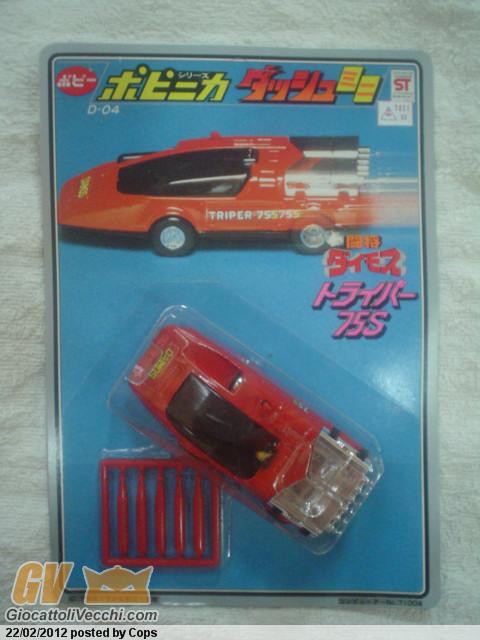 ポピー
ポピニカ
シリーズ
ダッシュミニ
ST
D-04
TRIPER 75S75S
闘将
ダイモス
トライパー
75S
GV
GiocattoliVecchi.com
22/02/2012 posted by Cops